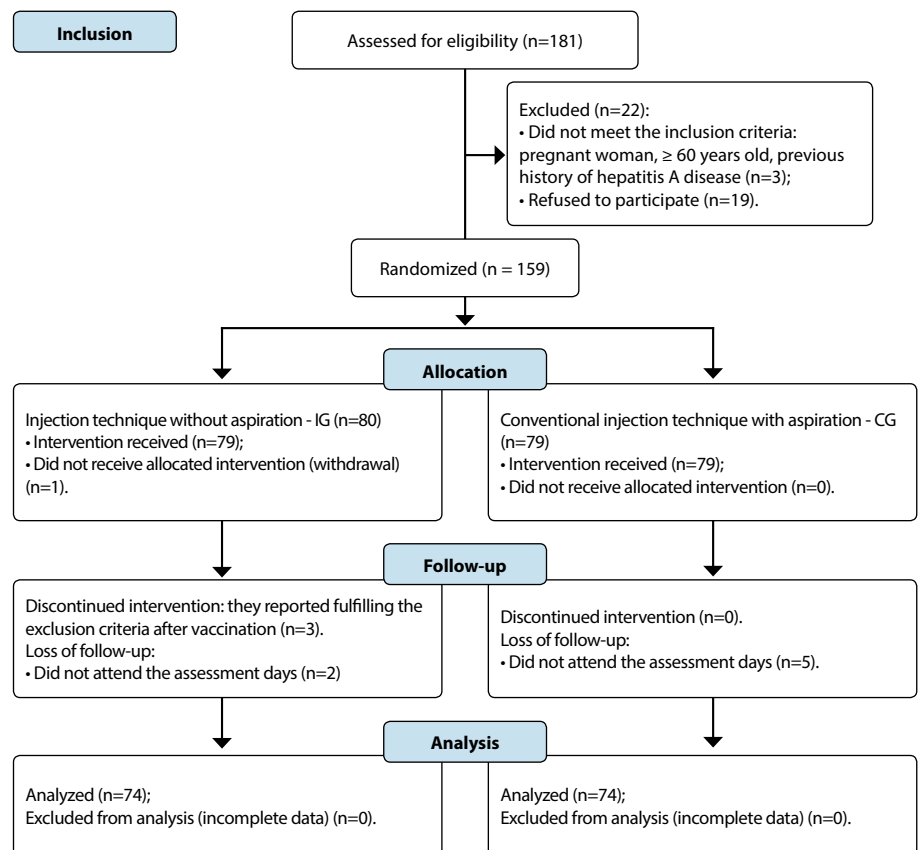 Inclusion
Assessed for eligibility (n=181)
Excluded (n=22):
• Did not meet the inclusion criteria:
pregnant woman, ≥ 60 years old, previous
history of hepatitis A disease (n=3);
• Refused to participate (n=19).
Randomized (n = 159)
Allocation
Injection technique without aspiration - IG (n=80)
• Intervention received (n=79);
• Did not receive allocated intervention (withdrawal)
(n=1).
Conventional injection technique with aspiration - CG
(n=79)
• Intervention received (n=79);
• Did not receive allocated intervention (n=0).
Follow-up
Discontinued intervention: they reported fulfilling the
exclusion criteria after vaccination (n=3).
Loss of follow-up:
• Did not attend the assessment days (n=2)
Discontinued intervention (n=0).
Loss of follow-up:
• Did not attend the assessment days (n=5).
Analysis
Analyzed (n=74);
Excluded from analysis (incomplete data) (n=0).
Analyzed (n=74);
Excluded from analysis (incomplete data) (n=0).